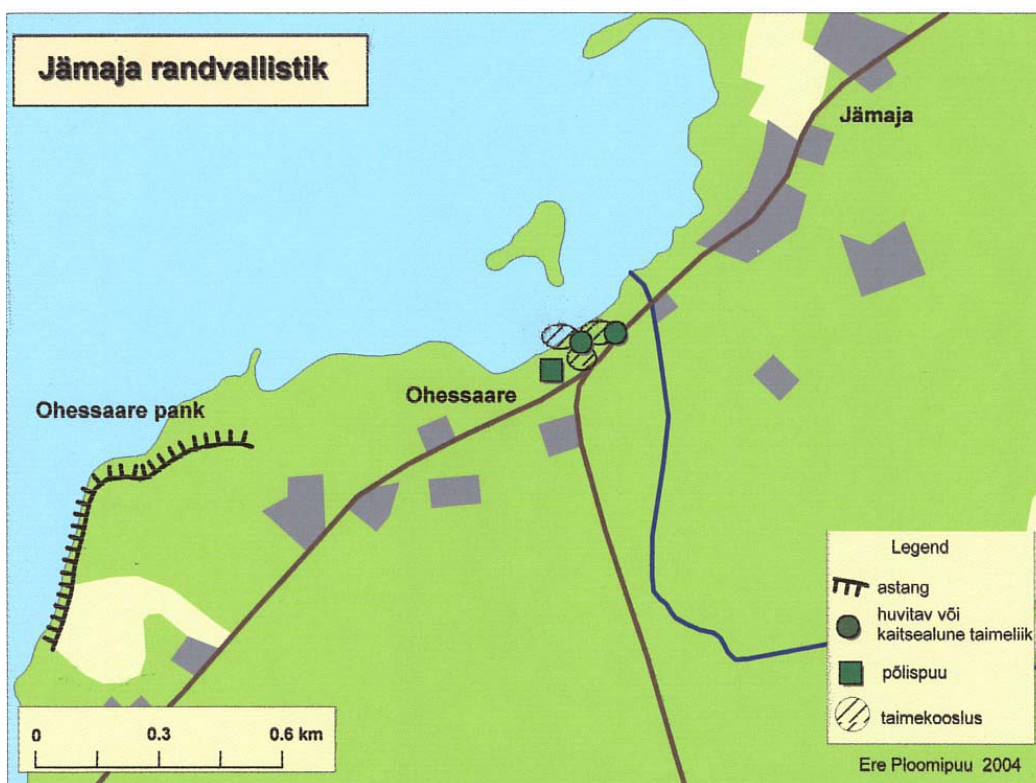 Jämaja randvallistik
Jämaja
Ohessaare
Ohessaare pank
Legend
astang
huvitav või
kaitsealune taimeliik
põlispuu
taimekooslus
0 0.3 0.6 km
Ere Ploomipuu 2004